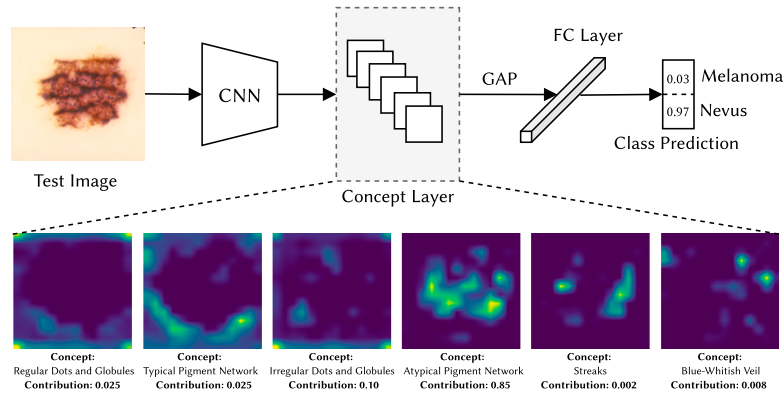 FC Layer
CNN
GAP
0.03 Melanoma
0.97 Nevus
Class Prediction
Test Image
Concept Layer
Concept:
Regular Dots and Globules
Contribution: 0.025
Concept:
Typical Pigment Network
Contribution: 0.025
Concept:
Irregular Dots and Globules
Contribution: 0.10
Concept:
Atypical Pigment Network
Contribution: 0.85
Concept:
Streaks
Contribution: 0.002
Concept:
Blue-Whitish Veil
Contribution: 0.008